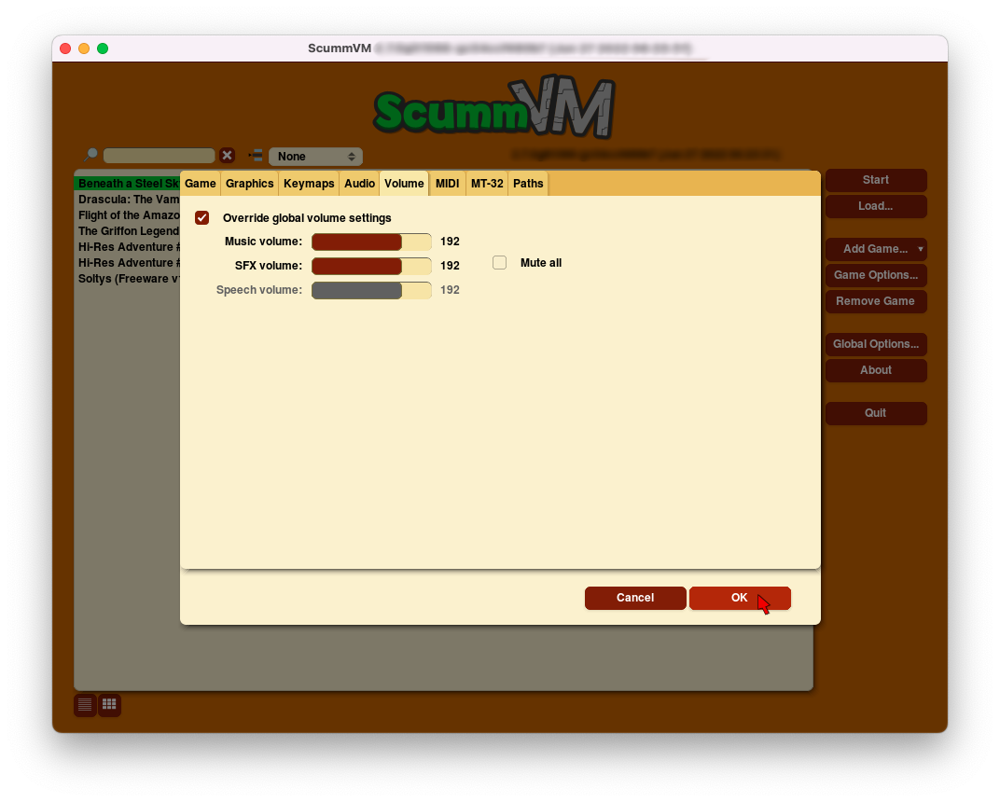 ScummVM
ScummVM
None
Game Graphics Keymaps Audio Volume MIDI MT-32 Paths
Override global volume settings
Music volume: 192
SFX volume: 192
Mute all
Speech volume: 192
Cancel OK
Beneath a Steel Sk
Drascula: The Vam
Flight of the Amazo
The Griffon Legend
Hi-Res Adventure #
Hi-Res Adventure #
Soltys (Freeware v
Start
Load...
Add Game...
Game Options...
Remove Game
Global Options...
About
Quit